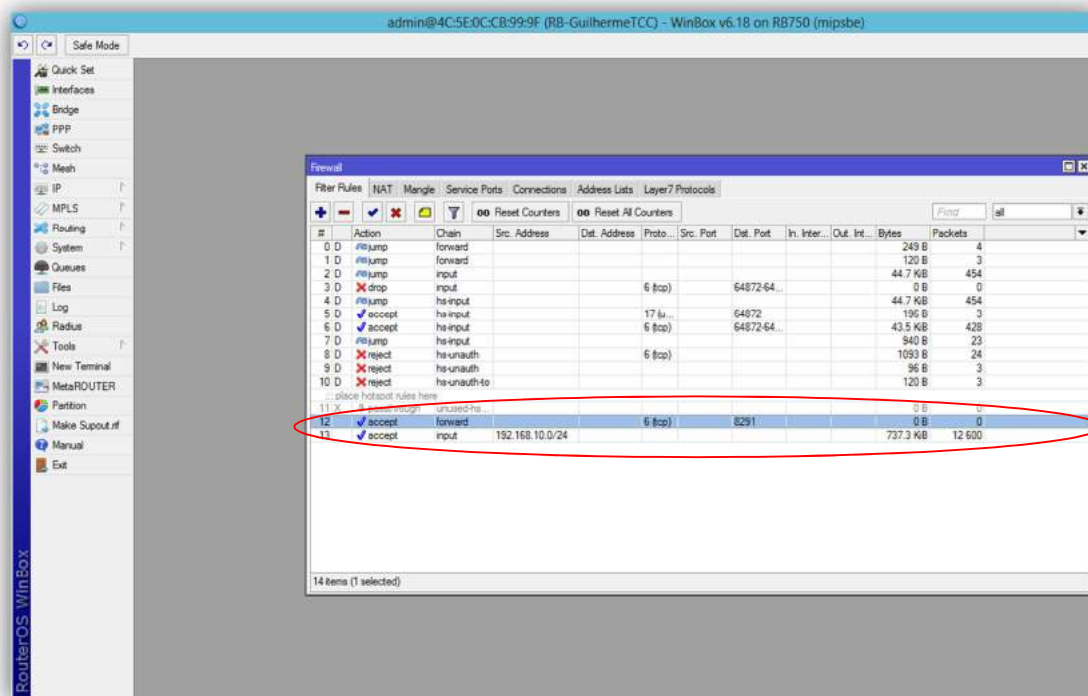 admin@4C:5E:0C:CB:99:9F (RB-GuilhermeTCC) - WinBox v6.18 on RB750 (mipsbe)
Safe Mode
Quick Set
Interfaces
Bridge
PPP
Switch
Mesh
IP
MPLS
Routing
System
Queues
Files
Log
Radius
Tools
New Terminal
MetaROUTER
Partition
Make Supout.rif
Manual
Exit
RouterOS WinBox
Firewall
Filter Rules NAT Mangle Service Ports Connections Address Lists Layer7 Protocols
00 Reset Counters 00 Reset All Counters Find all
# Action Chain Src. Address Dst. Address Proto... Src. Port Dst. Port In. Inter... Out. Int... Bytes Packets
0 D jump forward 249 B 4
1 D jump forward 120 B 3
2 D jump input 44.7 KiB 454
3 D drop input 6 (tcp) 64872-64... 0 B 0
4 D jump hs-input 44.7 KiB 454
5 D accept hs-input 17 (u... 64872 196 B 3
6 D accept hs-input 6 (tcp) 64872-64... 43.5 KiB 428
7 D jump hs-input 940 B 23
8 D reject hs-unauth 6 (tcp) 1093 B 24
9 D reject hs-unauth 96 B 3
10 D reject hs-unauth-to 120 B 3
::: place hotspot rules here
11 X passthrough unused-hs... 0 B 0
12 accept forward 6 (tcp) 8291 0 B 0
13 accept input 192.168.10.0/24 737.3 KiB 12 600
14 items (1 selected)